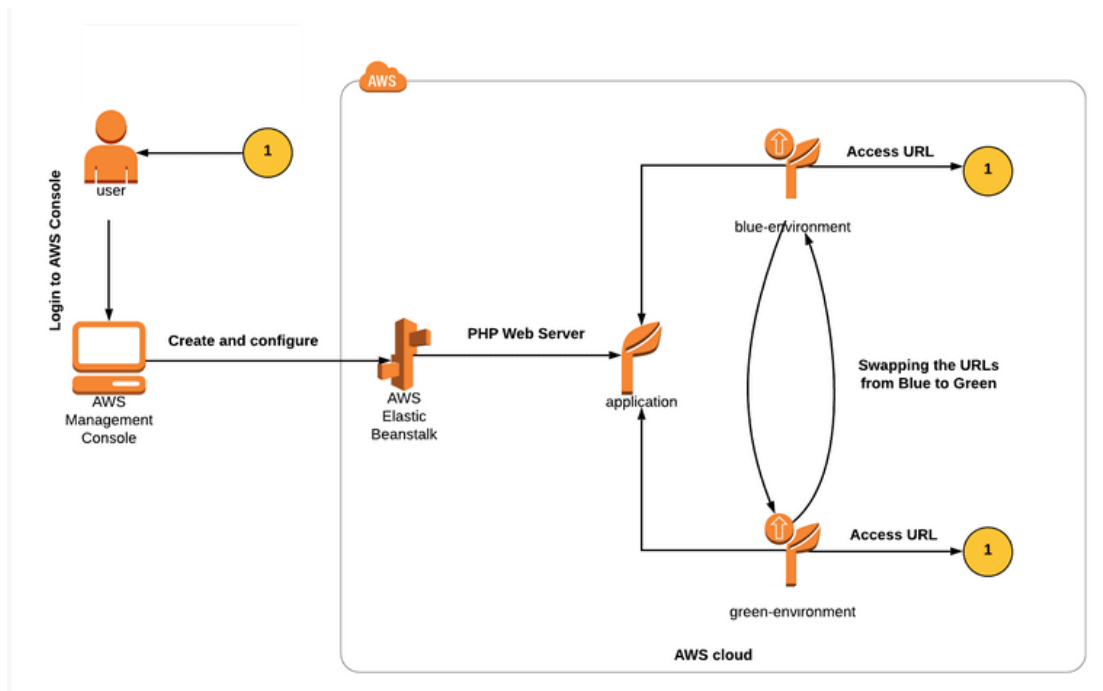 AWS
1
user
Login to AWS Console
AWS
Management
Console
Create and configure
AWS
Elastic
Beanstalk
PHP Web Server
application
blue-environment
Access URL
1
Swapping the URLs
from Blue to Green
green-environment
Access URL
1
AWS cloud